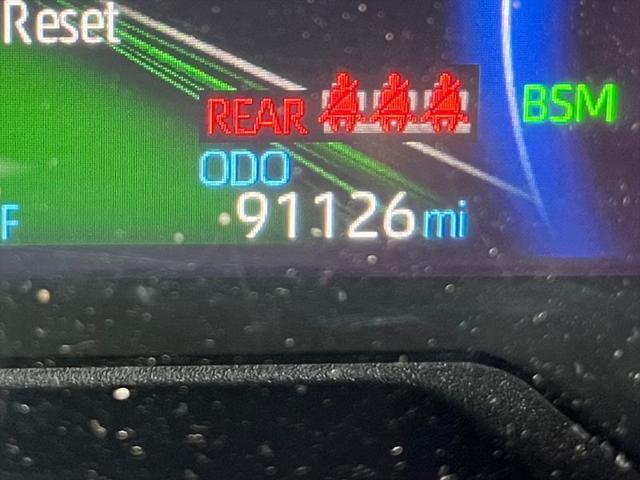 Reset
REAR
BSM
ODO
91126 mi
F